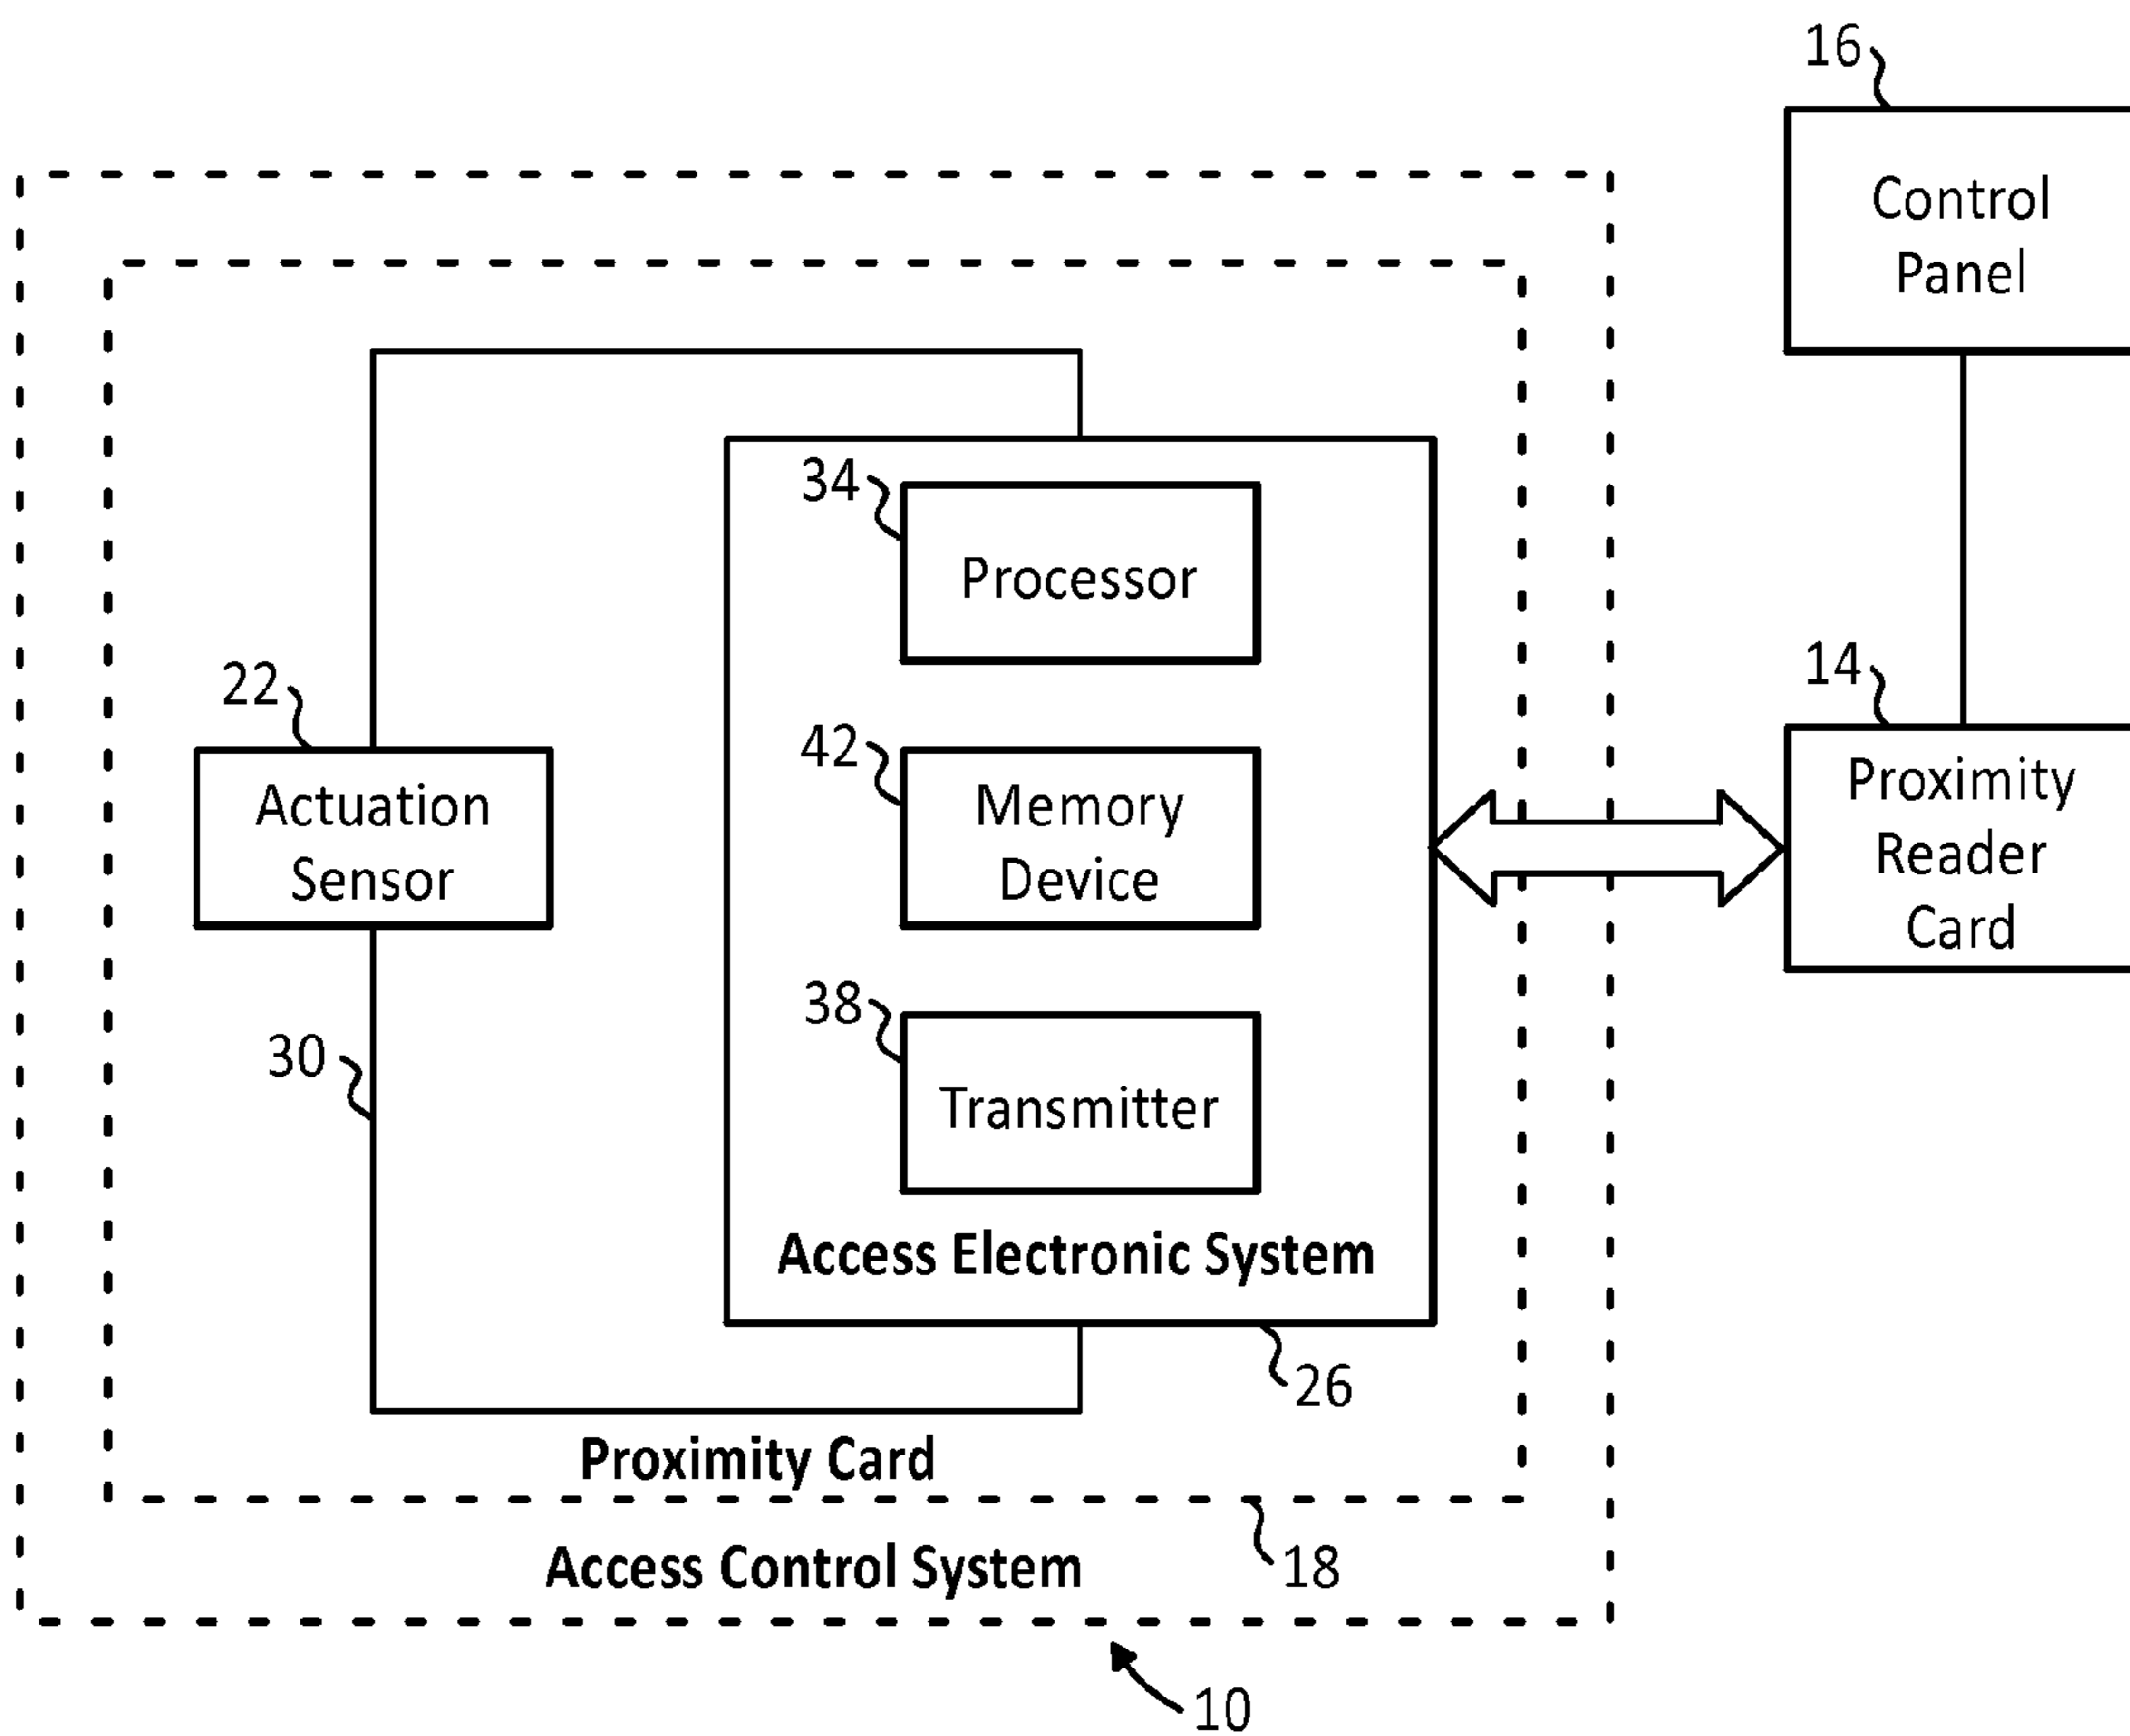 16
Control
Panel
34
Processor
22
14
Actuation
Sensor
42
Memory
Device
Proximity
Reader
Card
38
30
Transmitter
Access Electronic System
26
Proximity Card
18
Access Control System
10